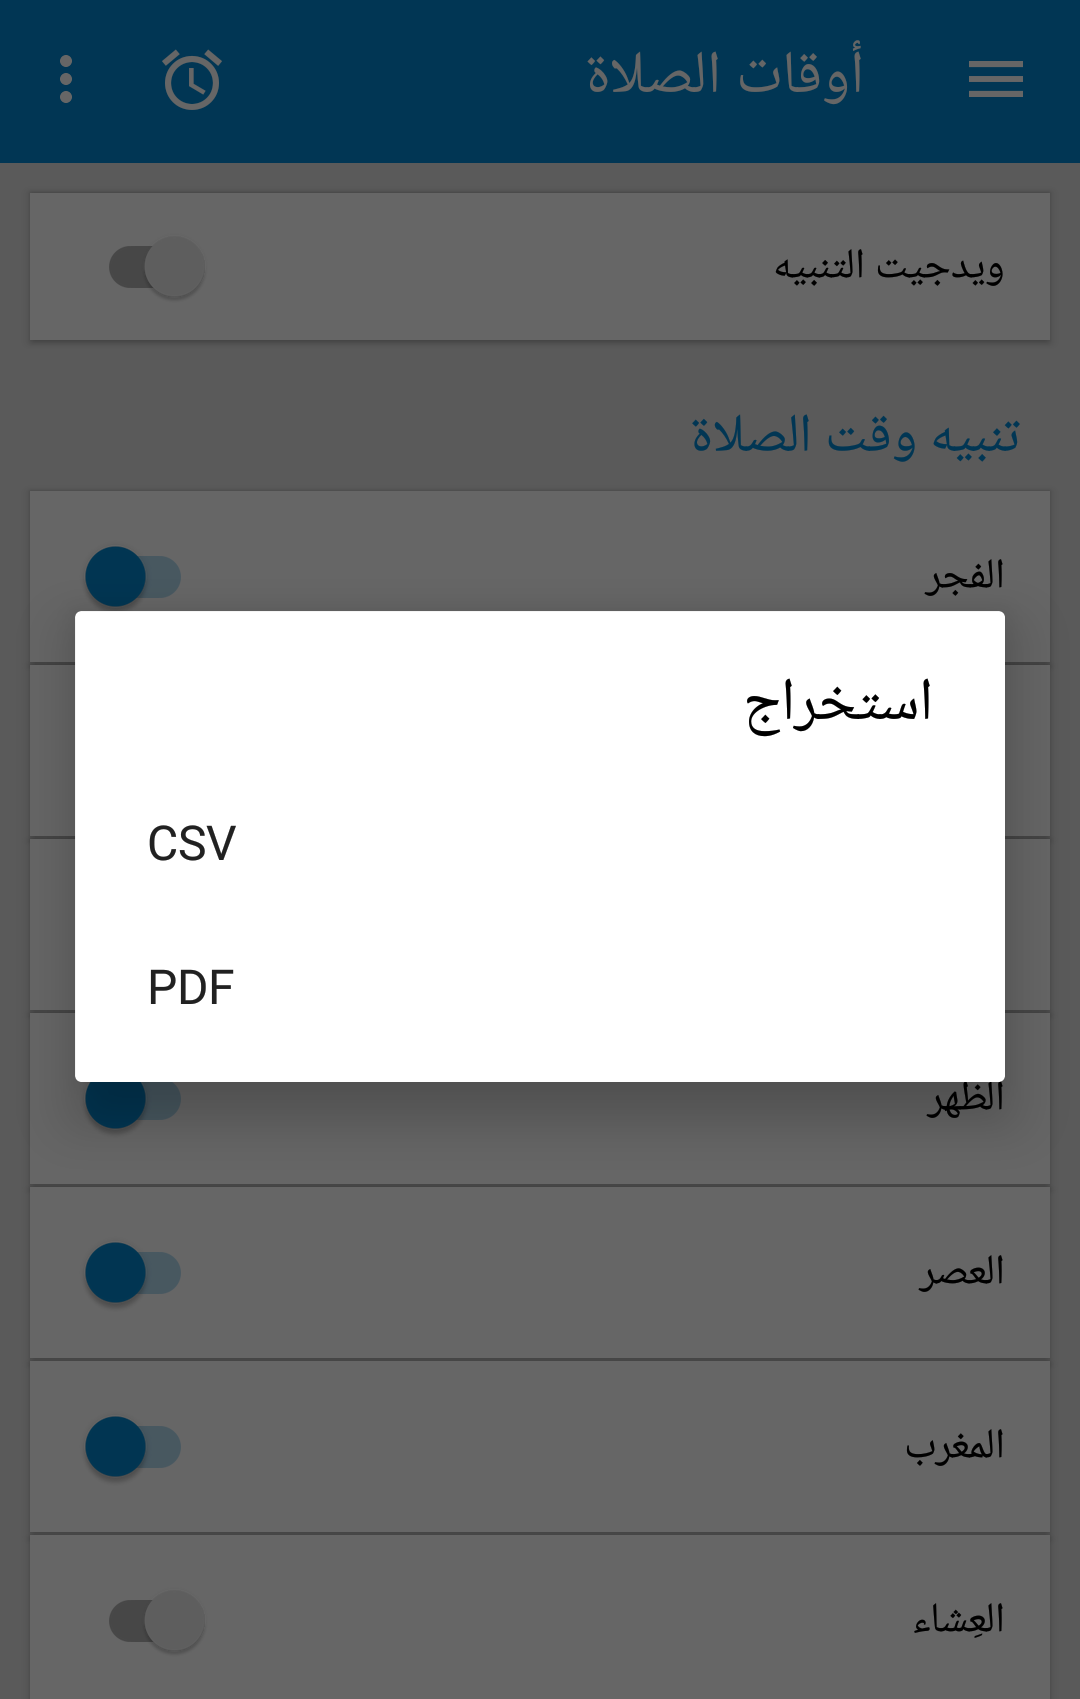 أوقات الصلاة
ويدجيت التنبيه
تنبيه وقت الصلاة
الفجر
استخراج
CSV
PDF
الظهر
العصر
المغرب
العِشاء